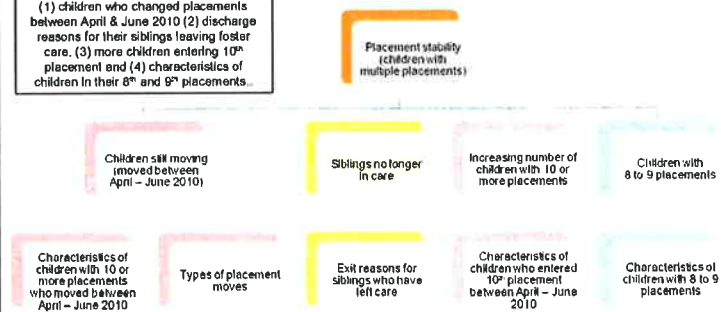 (1) children who changed placements
between April & June 2010 (2) discharge
reasons for their siblings leaving foster
care, (3) more children entering 10th
placement and (4) characteristics of
children in their 8th and 9th placements.
Placement stability
(children with
multiple placements)
Children still moving
(moved between
April – June 2010)
Siblings no longer
in care
Increasing number of
children with 10 or
more placements
Children with
8 to 9 placements
Characteristics of
children with 10 or
more placements
who moved between
April – June 2010
Types of placement
moves
Exit reasons for
siblings who have
left care
Characteristics of
children who entered
10th placement
between April – June
2010
Characteristics of
children with 8 to 9
placements